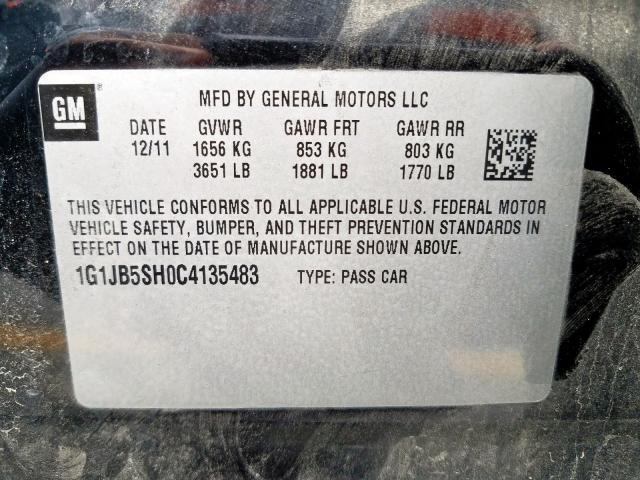 GM
MFD BY GENERAL MOTORS LLC
DATE GVWR GAWR FRT GAWR RR
12/11 1656 KG 853 KG 803 KG
3651 LB 1881 LB 1770 LB
THIS VEHICLE CONFORMS TO ALL APPLICABLE U.S. FEDERAL MOTOR
VEHICLE SAFETY, BUMPER, AND THEFT PREVENTION STANDARDS IN
EFFECT ON THE DATE OF MANUFACTURE SHOWN ABOVE.
1G1JB5SH0C4135483 TYPE: PASS CAR